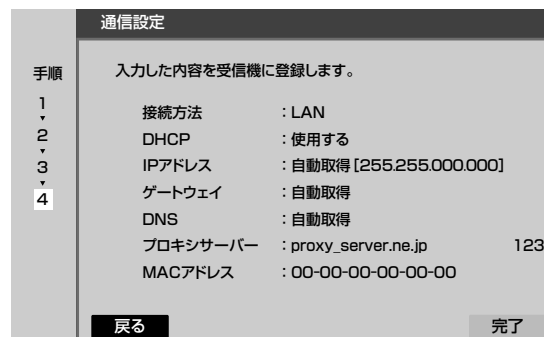 通信設定
手順
1
2
3
4
入力した内容を受信機に登録します。
接続方法 :LAN
DHCP :使用する
IPアドレス :自動取得[255.255.000.000]
ゲートウェイ :自動取得
DNS :自動取得
プロキシサーバー :proxy_server.ne.jp 123
MACアドレス :00-00-00-00-00-00
戻る 完了